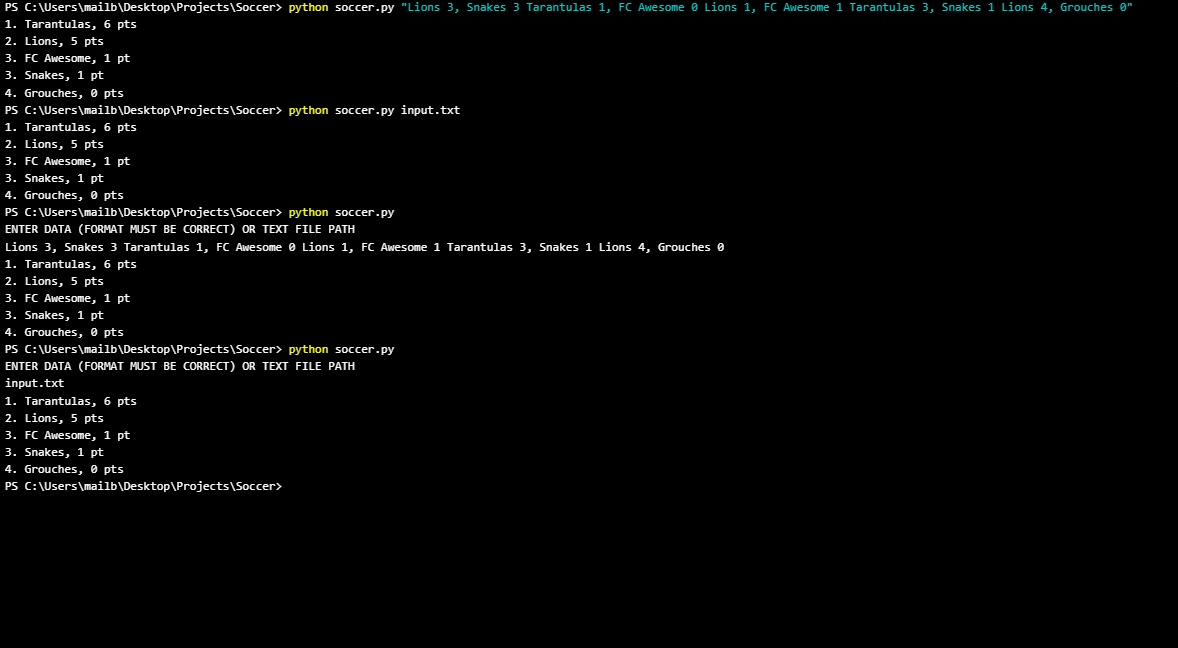 PS C:\Users\mailb\Desktop\Projects\Soccer> python soccer.py "Lions 3, Snakes 3 Tarantulas 1, FC Awesome 0 Lions 1, FC Awesome 1 Tarantulas 3, Snakes 1 Lions 4, Grouches 0"
1. Tarantulas, 6 pts
2. Lions, 5 pts
3. FC Awesome, 1 pt
3. Snakes, 1 pt
4. Grouches, 0 pts
PS C:\Users\mailb\Desktop\Projects\Soccer> python soccer.py input.txt
1. Tarantulas, 6 pts
2. Lions, 5 pts
3. FC Awesome, 1 pt
3. Snakes, 1 pt
4. Grouches, 0 pts
PS C:\Users\mailb\Desktop\Projects\Soccer> python soccer.py
ENTER DATA (FORMAT MUST BE CORRECT) OR TEXT FILE PATH
Lions 3, Snakes 3 Tarantulas 1, FC Awesome 0 Lions 1, FC Awesome 1 Tarantulas 3, Snakes 1 Lions 4, Grouches 0
1. Tarantulas, 6 pts
2. Lions, 5 pts
3. FC Awesome, 1 pt
3. Snakes, 1 pt
4. Grouches, 0 pts
PS C:\Users\mailb\Desktop\Projects\Soccer> python soccer.py
ENTER DATA (FORMAT MUST BE CORRECT) OR TEXT FILE PATH
input.txt
1. Tarantulas, 6 pts
2. Lions, 5 pts
3. FC Awesome, 1 pt
3. Snakes, 1 pt
4. Grouches, 0 pts
PS C:\Users\mailb\Desktop\Projects\Soccer>